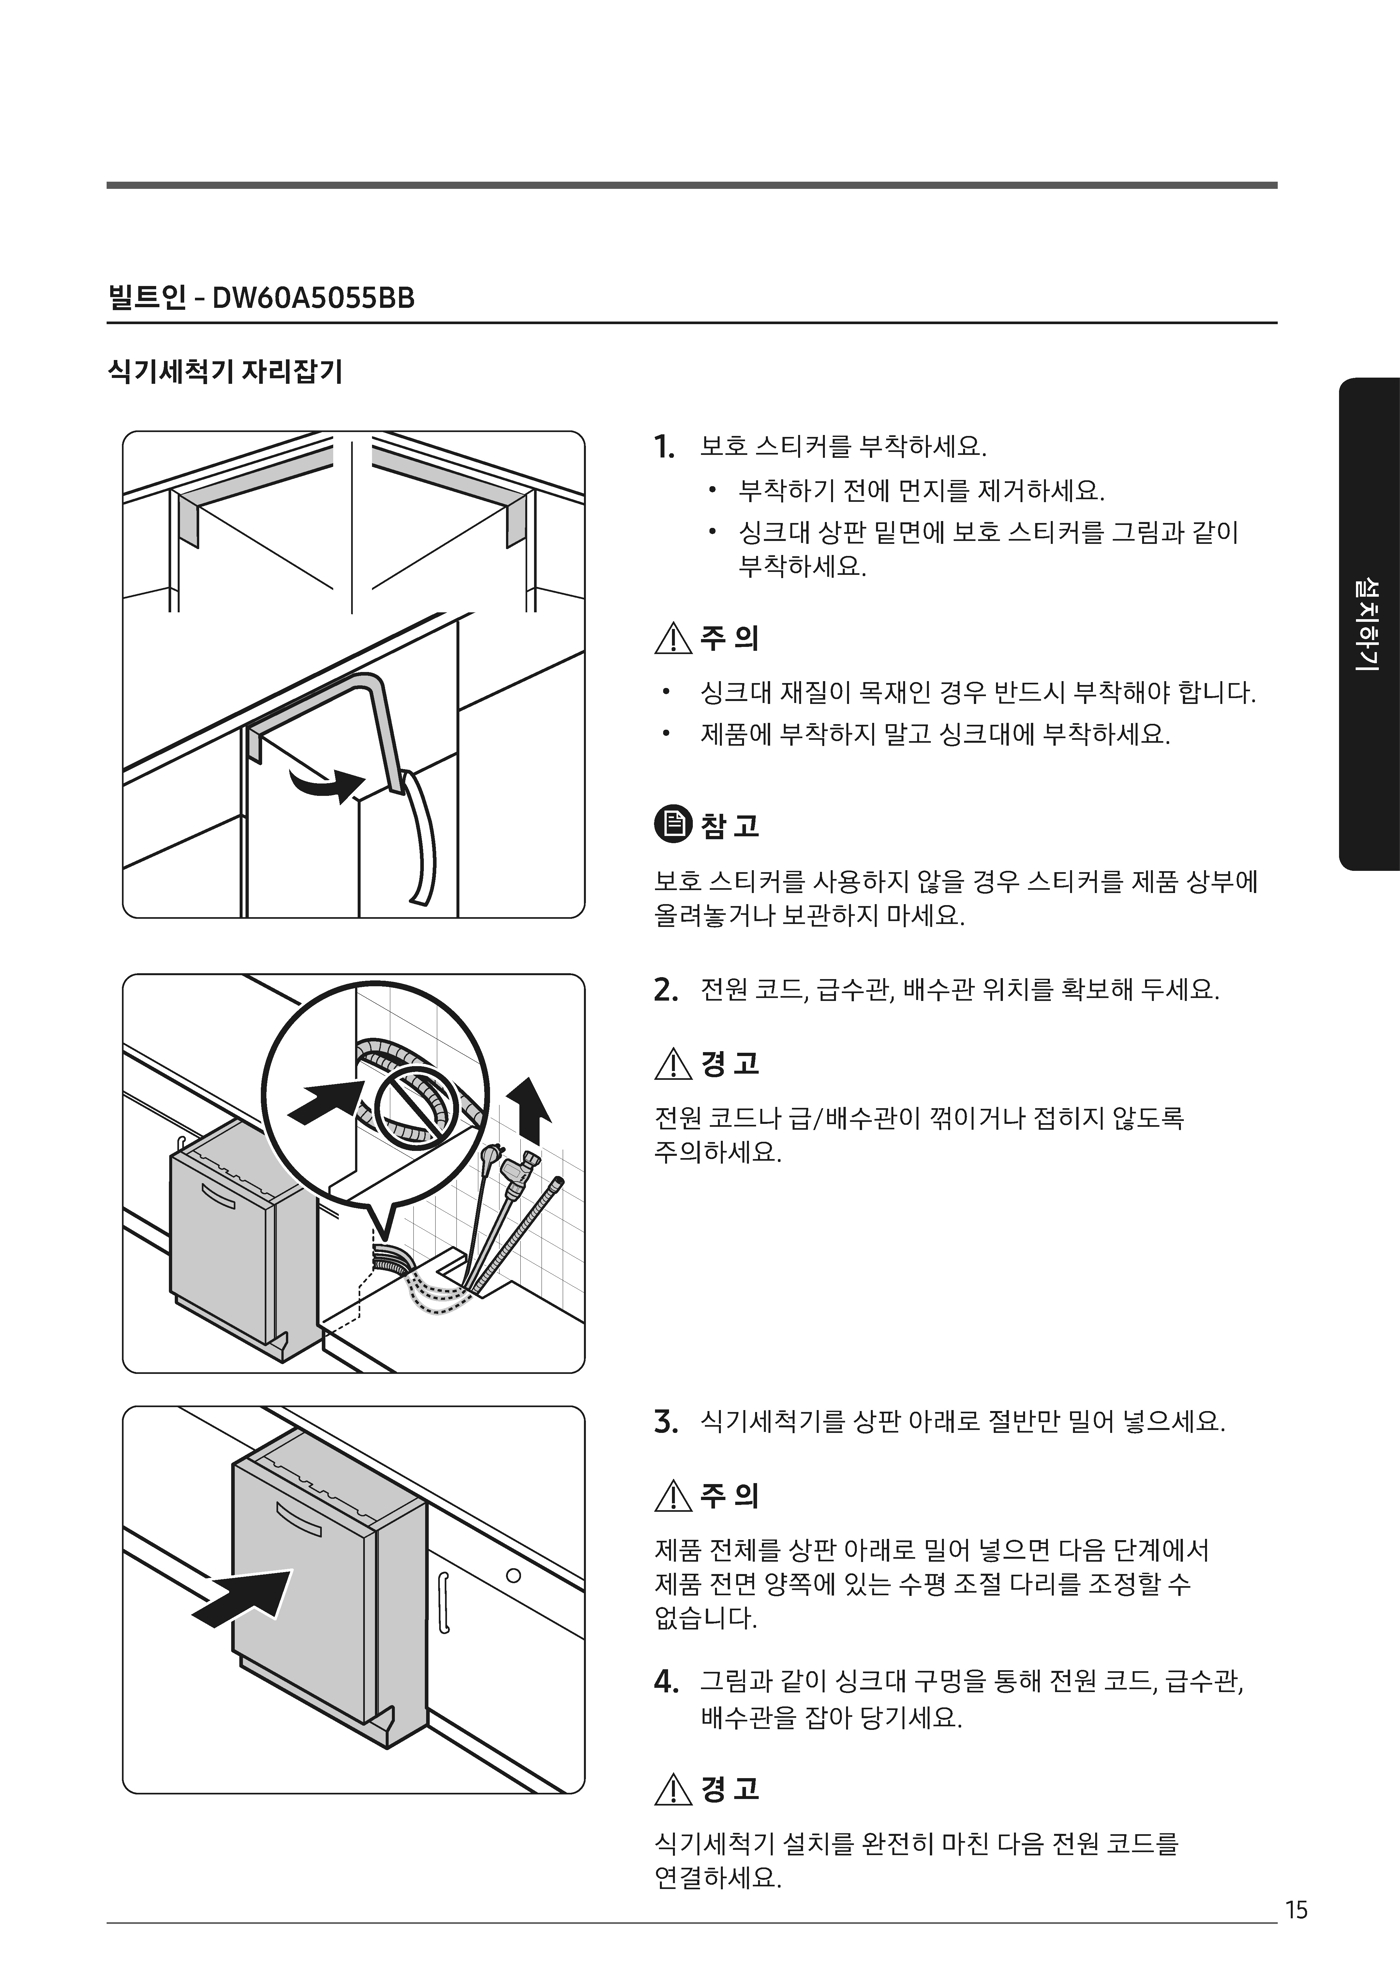 빌트인 - DW60A5055BB
식기세척기 자리잡기
1. 보호 스티커를 부착하세요.
• 부착하기 전에 먼지를 제거하세요.
• 싱크대 상판 밑면에 보호 스티커를 그림과 같이
부착하세요.
주 의
• 싱크대 재질이 목재인 경우 반드시 부착해야 합니다.
• 제품에 부착하지 말고 싱크대에 부착하세요.
참 고
보호 스티커를 사용하지 않을 경우 스티커를 제품 상부에
올려놓거나 보관하지 마세요.
2. 전원 코드, 급수관, 배수관 위치를 확보해 두세요.
경 고
전원 코드나 급/배수관이 꺾이거나 접히지 않도록
주의하세요.
3. 식기세척기를 상판 아래로 절반만 밀어 넣으세요.
주 의
제품 전체를 상판 아래로 밀어 넣으면 다음 단계에서
제품 전면 양쪽에 있는 수평 조절 다리를 조정할 수
없습니다.
4. 그림과 같이 싱크대 구멍을 통해 전원 코드, 급수관,
배수관을 잡아 당기세요.
경 고
식기세척기 설치를 완전히 마친 다음 전원 코드를
연결하세요.
설치하기
15